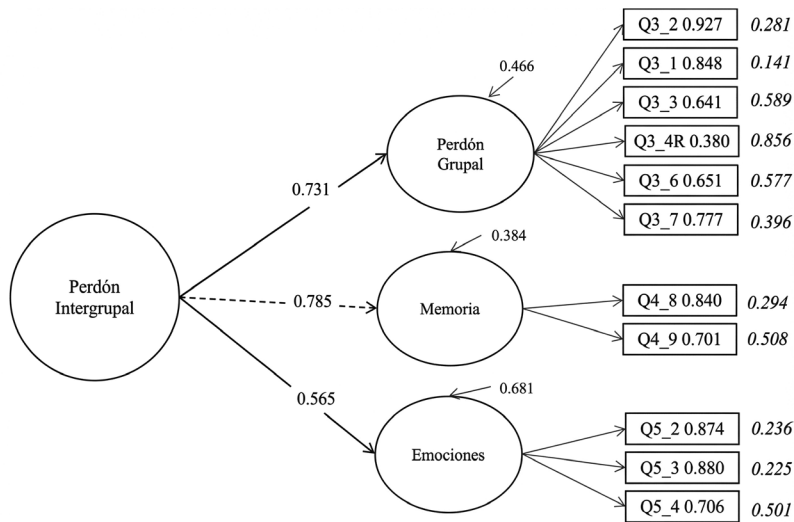 Perdón
Intergrupal
0.731
0.785
0.565
0.466
Perdón
Grupal
0.384
Memoria
0.681
Emociones
Q3_2 0.927 0.281
Q3_1 0.848 0.141
Q3_3 0.641 0.589
Q3_4R 0.380 0.856
Q3_6 0.651 0.577
Q3_7 0.777 0.396
Q4_8 0.840 0.294
Q4_9 0.701 0.508
Q5_2 0.874 0.236
Q5_3 0.880 0.225
Q5_4 0.706 0.501